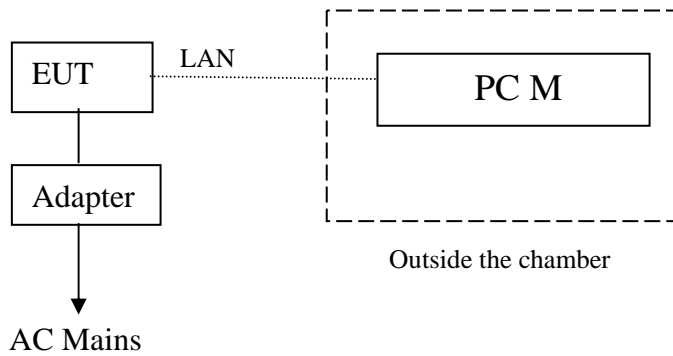 LAN
EUT
PC M
Adapter
Outside the chamber
AC Mains